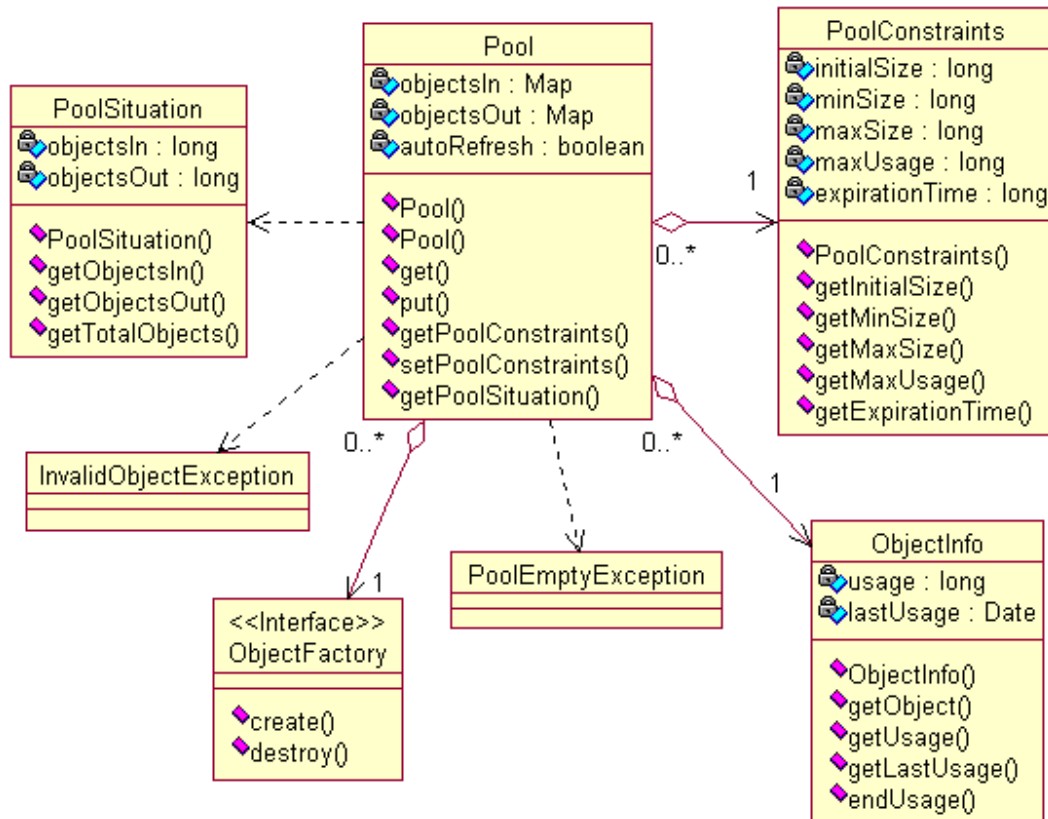 PoolSituation
objectsIn : long
objectsOut : long
PoolSituation()
getObjectsIn()
getObjectsOut()
getTotalObjects()
Pool
objectsIn : Map
objectsOut : Map
autoRefresh : boolean
Pool()
Pool()
get()
put()
getPoolConstraints()
setPoolConstraints()
getPoolSituation()
PoolConstraints
initialSize : long
minSize : long
maxSize : long
maxUsage : long
expirationTime : long
PoolConstraints()
getInitialSize()
getMinSize()
getMaxSize()
getMaxUsage()
getExpirationTime()
1
0..*
0..*
0..*
1
1
InvalidObjectException
<<Interface>>
ObjectFactory
create()
destroy()
PoolEmptyException
ObjectInfo
usage : long
lastUsage : Date
ObjectInfo()
getObject()
getUsage()
getLastUsage()
endUsage()